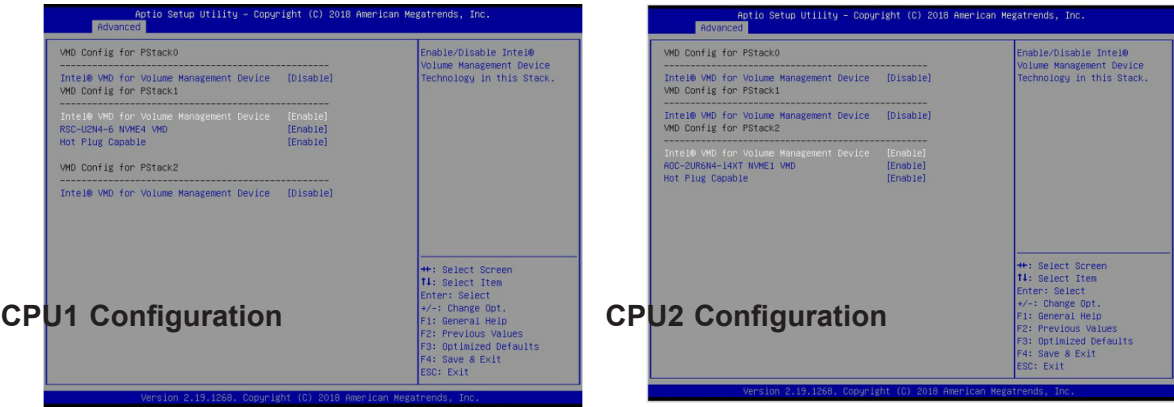 Aptio Setup Utility – Copyright (C) 2018 American Megatrends, Inc.
Advanced
VMD Config for PStack0
--------------------------------------------------
Intel® VMD for Volume Management Device [Disable]
VMD Config for PStack1
--------------------------------------------------
Intel® VMD for Volume Management Device [Enable]
RSC-U2N4-6 NVME4 VMD [Enable]
Hot Plug Capable [Enable]
VMD Config for PStack2
--------------------------------------------------
Intel® VMD for Volume Management Device [Disable]
Enable/Disable Intel®
Volume Management Device
Technology in this Stack.
→←: Select Screen
↑↓: Select Item
Enter: Select
+/-: Change Opt.
F1: General Help
F2: Previous Values
F3: Optimized Defaults
F4: Save & Exit
ESC: Exit
Version 2.19.1268. Copyright (C) 2018 American Megatrends, Inc.
CPU1 Configuration
Aptio Setup Utility – Copyright (C) 2018 American Megatrends, Inc.
Advanced
VMD Config for PStack0
--------------------------------------------------
Intel® VMD for Volume Management Device [Disable]
VMD Config for PStack1
--------------------------------------------------
Intel® VMD for Volume Management Device [Disable]
VMD Config for PStack2
--------------------------------------------------
Intel® VMD for Volume Management Device [Enable]
AOC-2UR6N4-i4XT NVME1 VMD [Enable]
Hot Plug Capable [Enable]
Enable/Disable Intel®
Volume Management Device
Technology in this Stack.
→←: Select Screen
↑↓: Select Item
Enter: Select
+/-: Change Opt.
F1: General Help
F2: Previous Values
F3: Optimized Defaults
F4: Save & Exit
ESC: Exit
Version 2.19.1268. Copyright (C) 2018 American Megatrends, Inc.
CPU2 Configuration